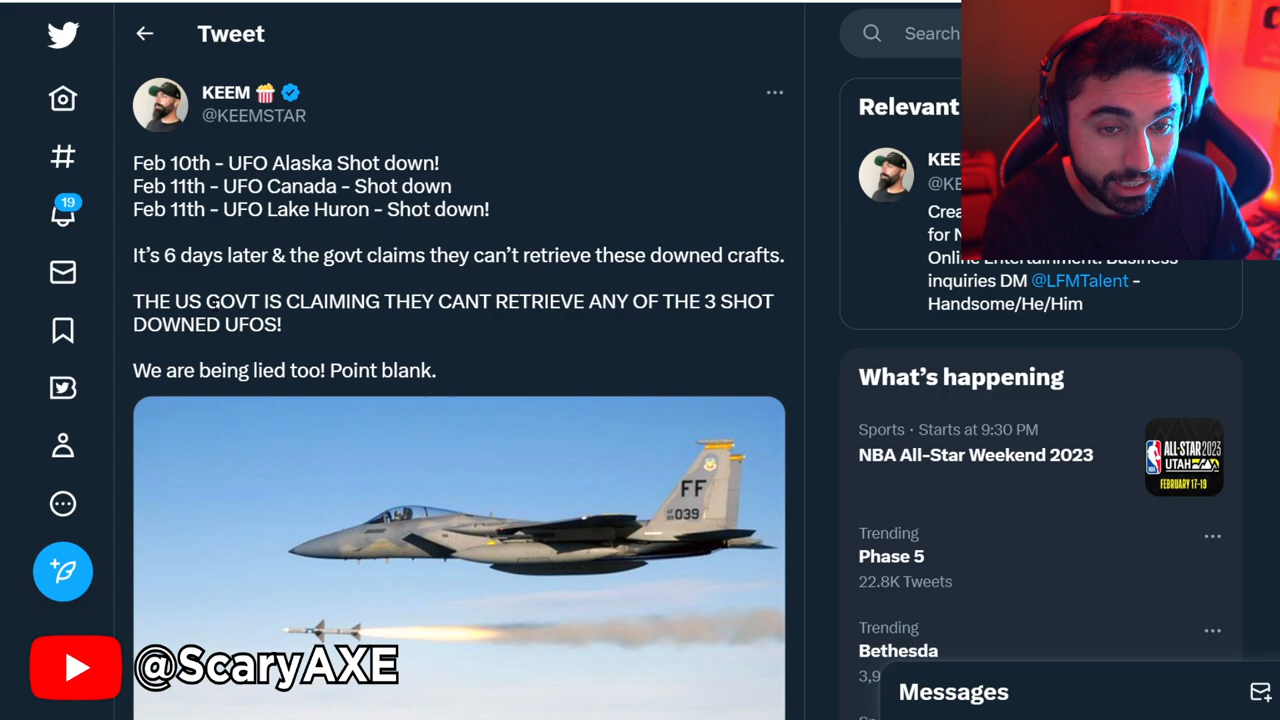 Tweet
Search
KEEM
@KEEMSTAR
Feb 10th - UFO Alaska Shot down!
Feb 11th - UFO Canada - Shot down
Feb 11th - UFO Lake Huron - Shot down!
It's 6 days later & the govt claims they can't retrieve these downed crafts.
THE US GOVT IS CLAIMING THEY CANT RETRIEVE ANY OF THE 3 SHOT
DOWNED UFOS!
We are being lied too! Point blank.
FF
039
19
@ScaryAXE
Relevant
KEE
@KE
Crea
for N
Online Entertainment. Business
inquiries DM @LFMTalent -
Handsome/He/Him
What's happening
Sports · Starts at 9:30 PM
NBA All-Star Weekend 2023
ALL-STAR 2023
UTAH
FEBRUARY 17-19
Trending
Phase 5
22.8K Tweets
Trending
Bethesda
3,9
Messages